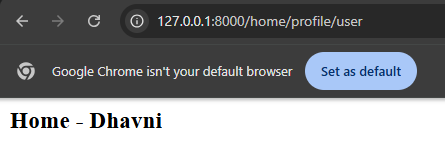 127.0.0.1:8000/home/profile/user
Google Chrome isn't your default browser Set as default
Home - Dhavni